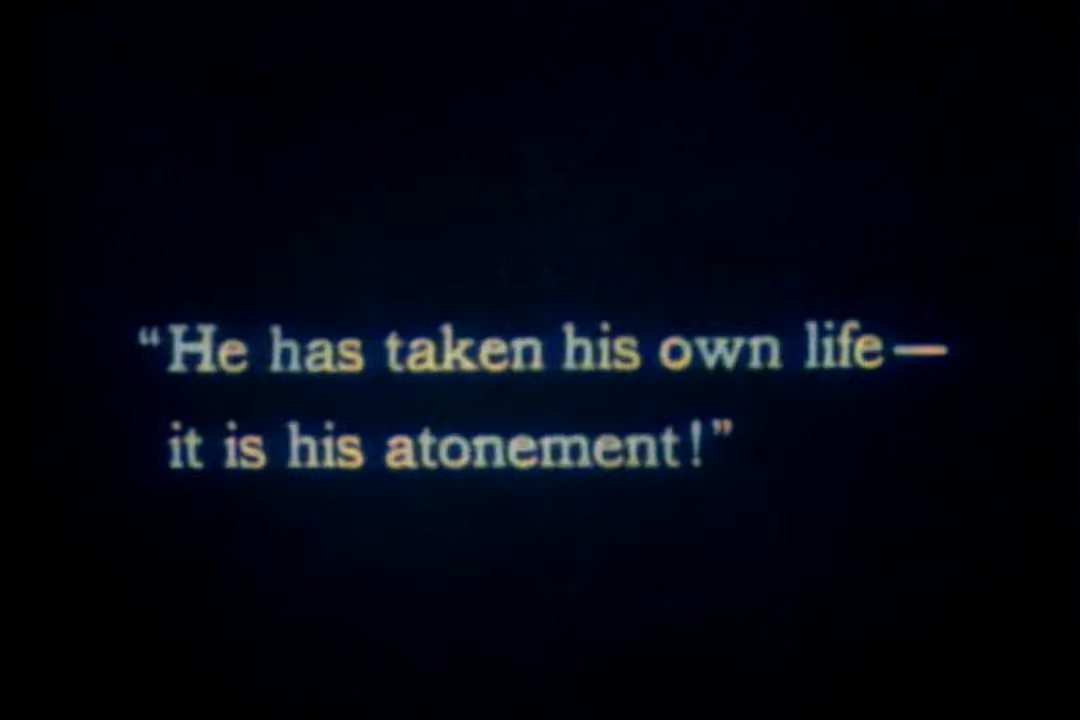 “He has taken his own life—
it is his atonement!”